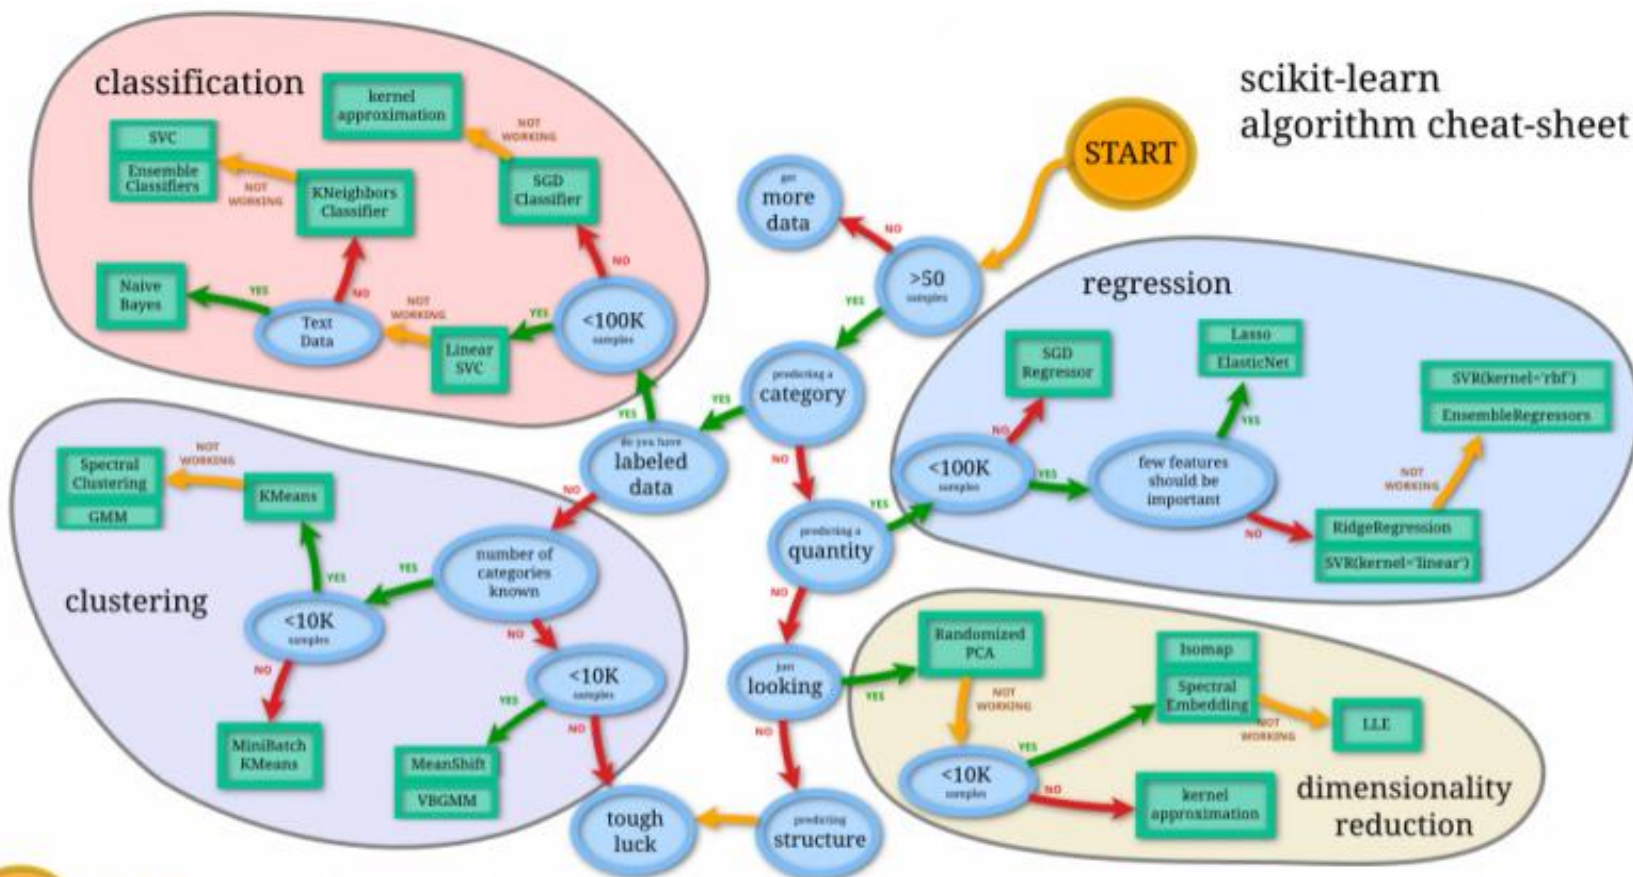 scikit-learn
algorithm cheat-sheet
START
classification
kernel
approximation
NOT
WORKING
SVC
Ensemble
Classifiers
NOT
WORKING
KNeighbors
Classifier
SGD
Classifier
NO
NO
Naive
Bayes
YES
Text
Data
NOT
WORKING
Linear
SVC
YES
<100K
samples
get
more
data
NO
>50
samples
YES
predicting a
category
YES
NO
do you have
labeled
data
YES
NO
predicting a
quantity
YES
NO
just
looking
YES
NO
predicting
structure
tough
luck
regression
SGD
Regressor
Lasso
ElasticNet
SVR(kernel='rbf')
EnsembleRegressors
NO
YES
<100K
samples
YES
few features
should be
important
NOT
WORKING
NO
RidgeRegression
SVR(kernel='linear')
clustering
Spectral
Clustering
GMM
NOT
WORKING
KMeans
number of
categories
known
YES
YES
<10K
samples
NO
NO
<10K
samples
YES
NO
MiniBatch
KMeans
MeanShift
VBGMM
Randomized
PCA
NOT
WORKING
Isomap
Spectral
Embedding
NOT
WORKING
LLE
YES
<10K
samples
NO
kernel
approximation
dimensionality
reduction